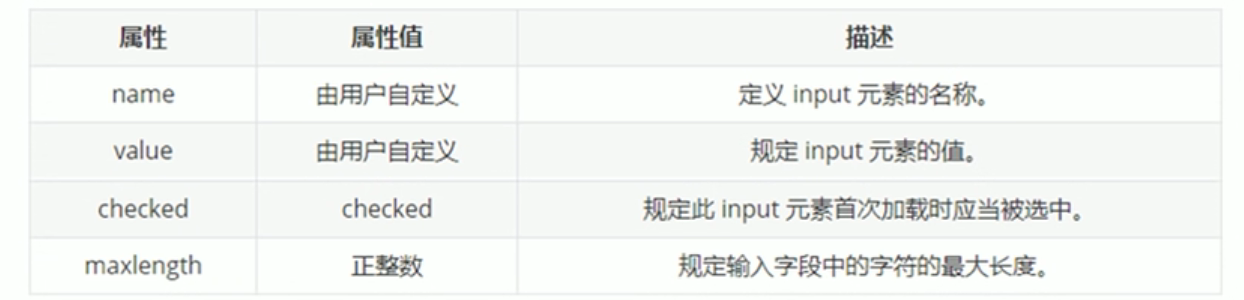 属性 属性值 描述
name 由用户自定义 定义 input 元素的名称。
value 由用户自定义 规定 input 元素的值。
checked checked 规定此 input 元素首次加载时应当被选中。
maxlength 正整数 规定输入字段中的字符的最大长度。